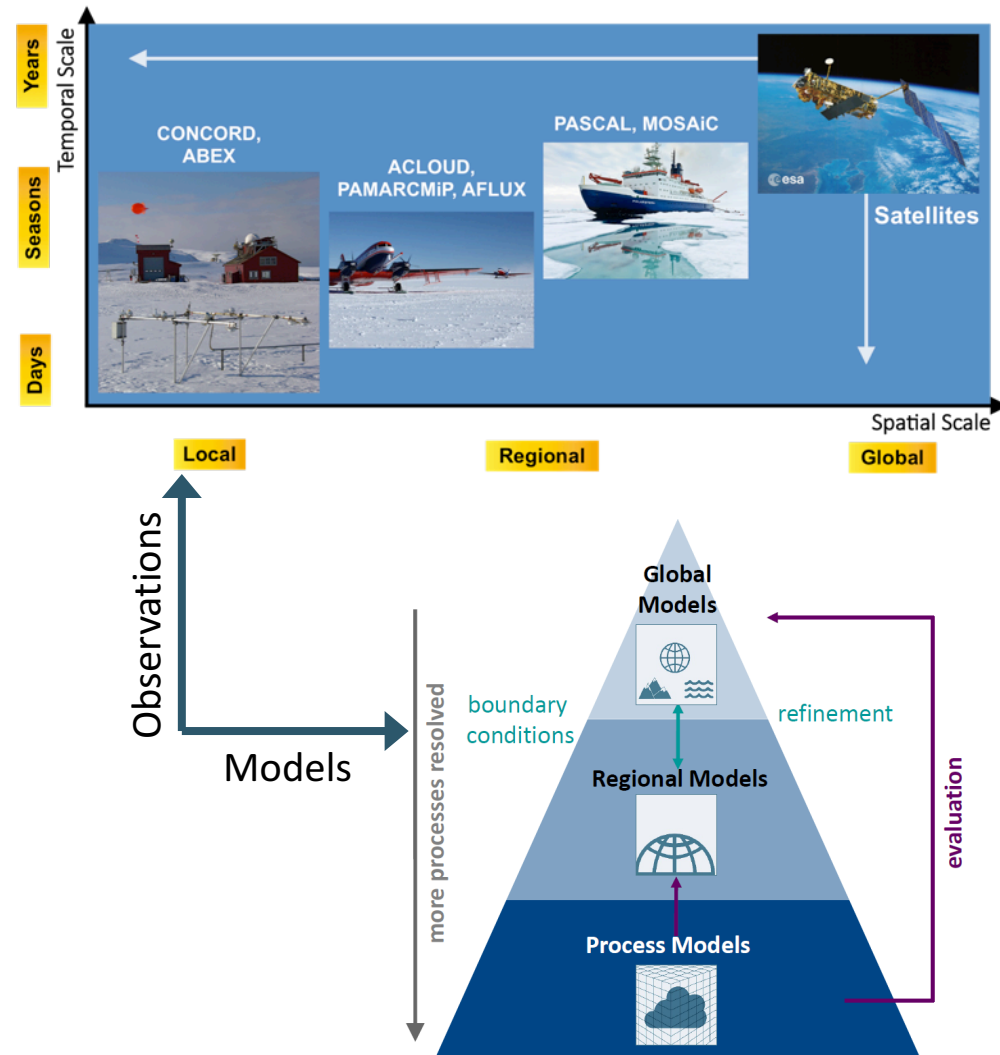 Temporal Scale
Years
Seasons
Days
CONCORD,
ABEX
ACLOUD,
PAMARCMiP, AFLUX
PASCAL, MOSAiC
esa
Satellites
Spatial Scale
Local
Regional
Global
Observations
Models
more processes resolved
Global
Models
boundary
conditions
refinement
Regional Models
evaluation
Process Models